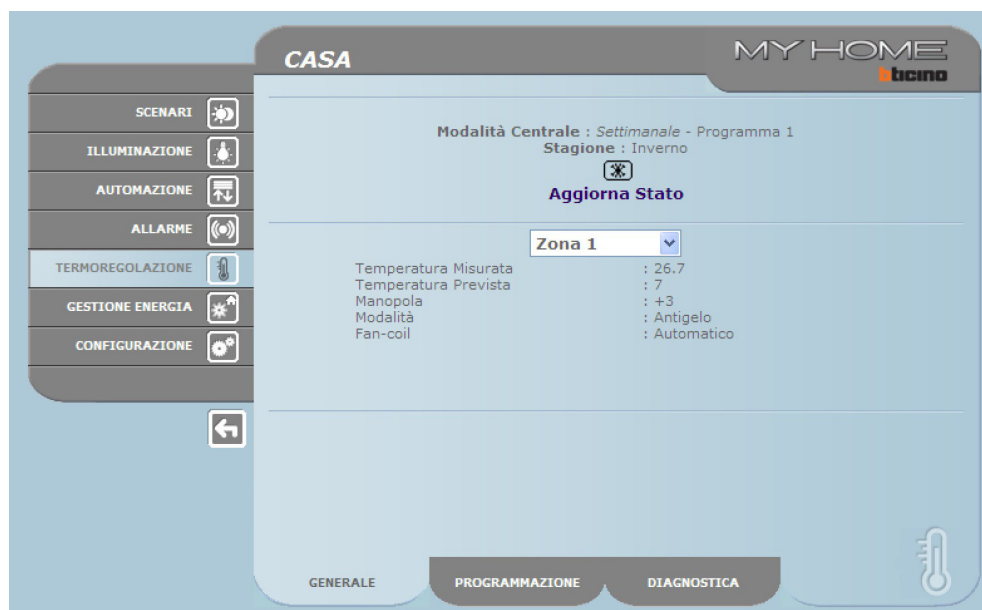 CASA
MY HOME
bticino
SCENARI
ILLUMINAZIONE
AUTOMAZIONE
ALLARME
TERMOREGOLAZIONE
GESTIONE ENERGIA
CONFIGURAZIONE
Modalità Centrale : Settimanale - Programma 1
Stagione : Inverno
Aggiorna Stato
Zona 1
Temperatura Misurata : 26.7
Temperatura Prevista : 7
Manopola : +3
Modalità : Antigelo
Fan-coil : Automatico
GENERALE PROGRAMMAZIONE DIAGNOSTICA